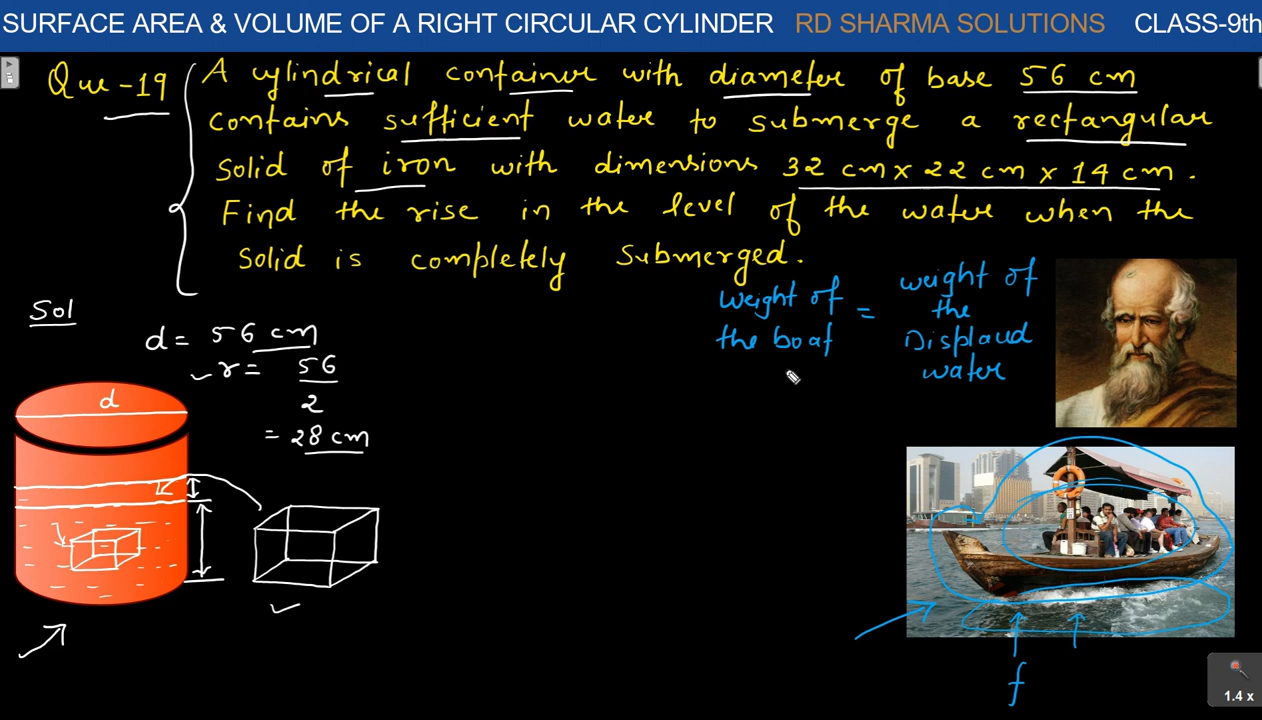 SURFACE AREA & VOLUME OF A RIGHT CIRCULAR CYLINDER RD SHARMA SOLUTIONS CLASS-9th
Que-19
A cylindrical container with diameter of base 56 cm
contains sufficient water to submerge a rectangular
solid of iron with dimensions 32 cm x 22 cm x 14 cm.
Find the rise in the level of the water when the
solid is completely submerged.
Sol
d = 56 cm
r = 56
2
= 28 cm
d
weight of
the boat
=
weight of
the
Displaced
water
f
1.4 x